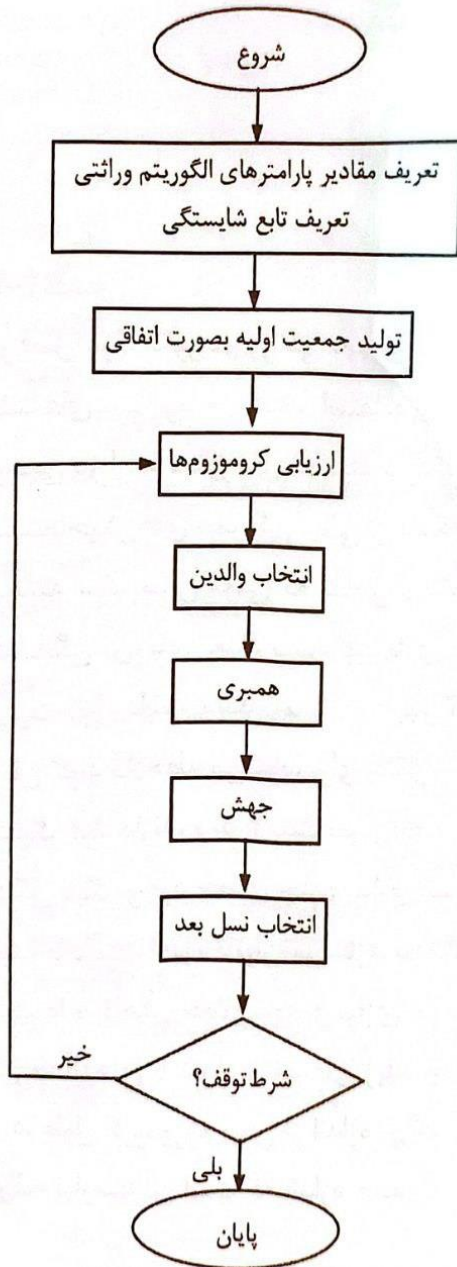 شروع
تعریف مقادیر پارامترهای الگوریتم وراثتی
تعریف تابع شایستگی
تولید جمعیت اولیه بصورت اتفاقی
ارزیابی کروموزوم‌ها
انتخاب والدین
همبری
جهش
انتخاب نسل بعد
شرط توقف؟
خیر
بلی
پایان